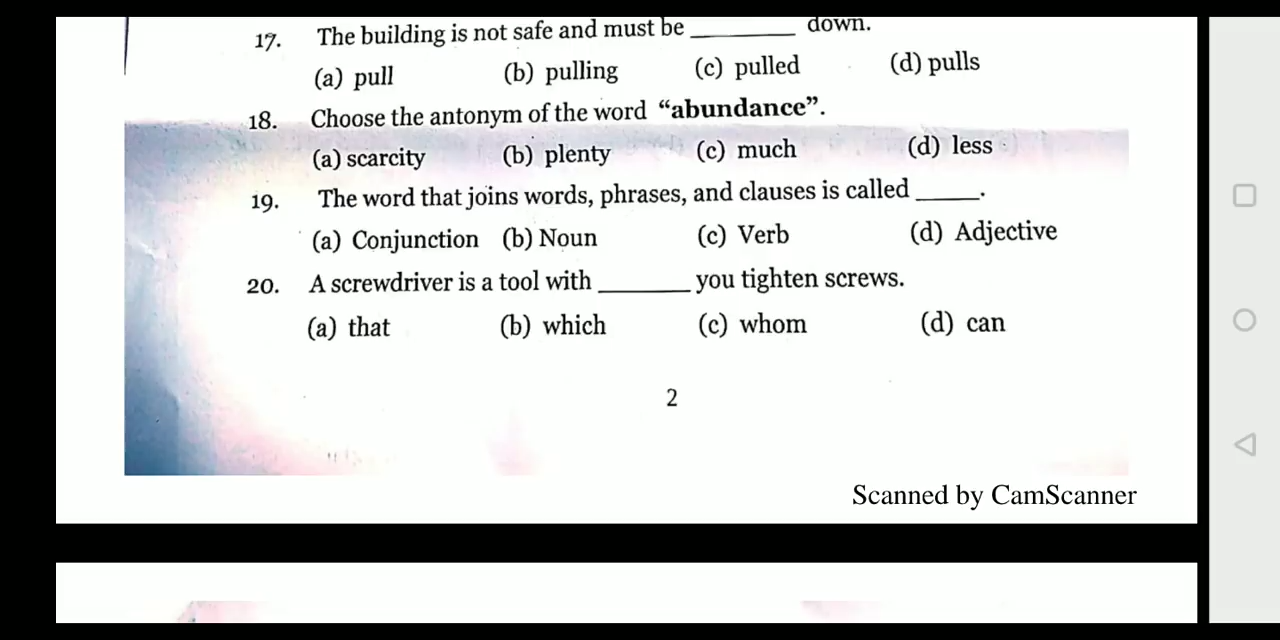 17. The building is not safe and must be ________ down.
(a) pull (b) pulling (c) pulled (d) pulls
18. Choose the antonym of the word “abundance”.
(a) scarcity (b) plenty (c) much (d) less
19. The word that joins words, phrases, and clauses is called _____.
(a) Conjunction (b) Noun (c) Verb (d) Adjective
20. A screwdriver is a tool with _______ you tighten screws.
(a) that (b) which (c) whom (d) can
2
Scanned by CamScanner